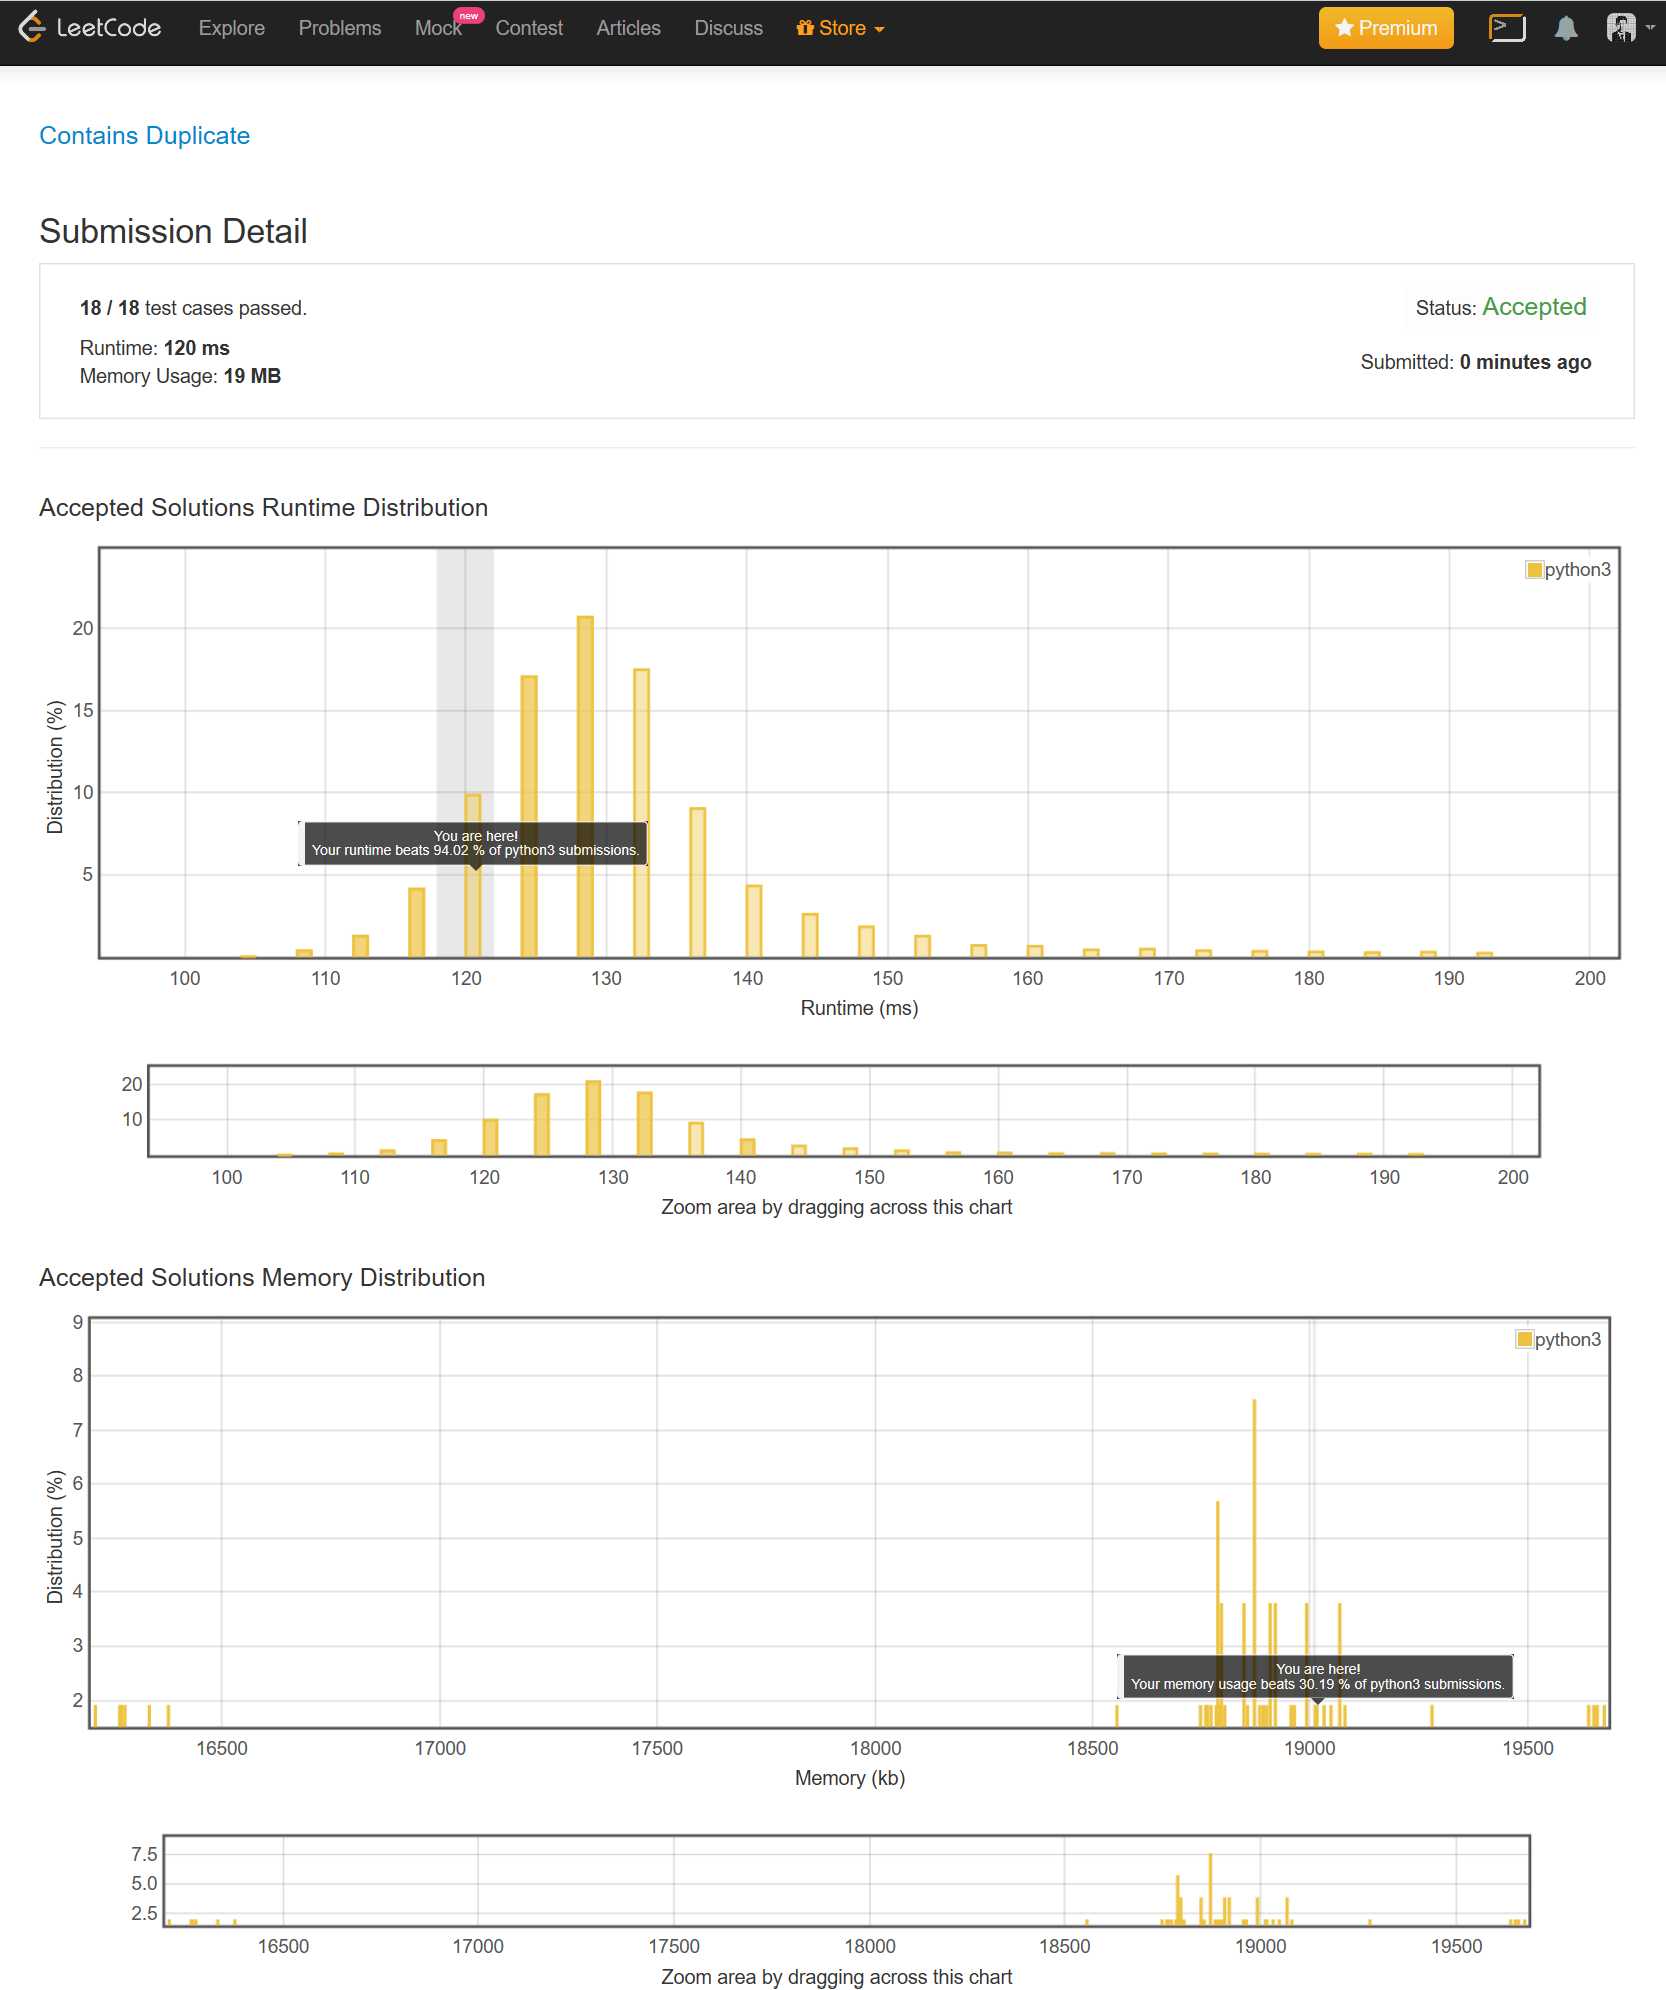 LeetCode Explore Problems Mock new Contest Articles Discuss Store Premium
Contains Duplicate
Submission Detail
18 / 18 test cases passed.
Status: Accepted
Runtime: 120 ms
Submitted: 0 minutes ago
Memory Usage: 19 MB
Accepted Solutions Runtime Distribution
python3
20
15
10
5
Distribution (%)
You are here!
Your runtime beats 94.02 % of python3 submissions.
100 110 120 130 140 150 160 170 180 190 200
Runtime (ms)
20
10
100 110 120 130 140 150 160 170 180 190 200
Zoom area by dragging across this chart
Accepted Solutions Memory Distribution
python3
9
8
7
6
5
4
3
2
Distribution (%)
You are here!
Your memory usage beats 30.19 % of python3 submissions.
16500 17000 17500 18000 18500 19000 19500
Memory (kb)
7.5
5.0
2.5
16500 17000 17500 18000 18500 19000 19500
Zoom area by dragging across this chart